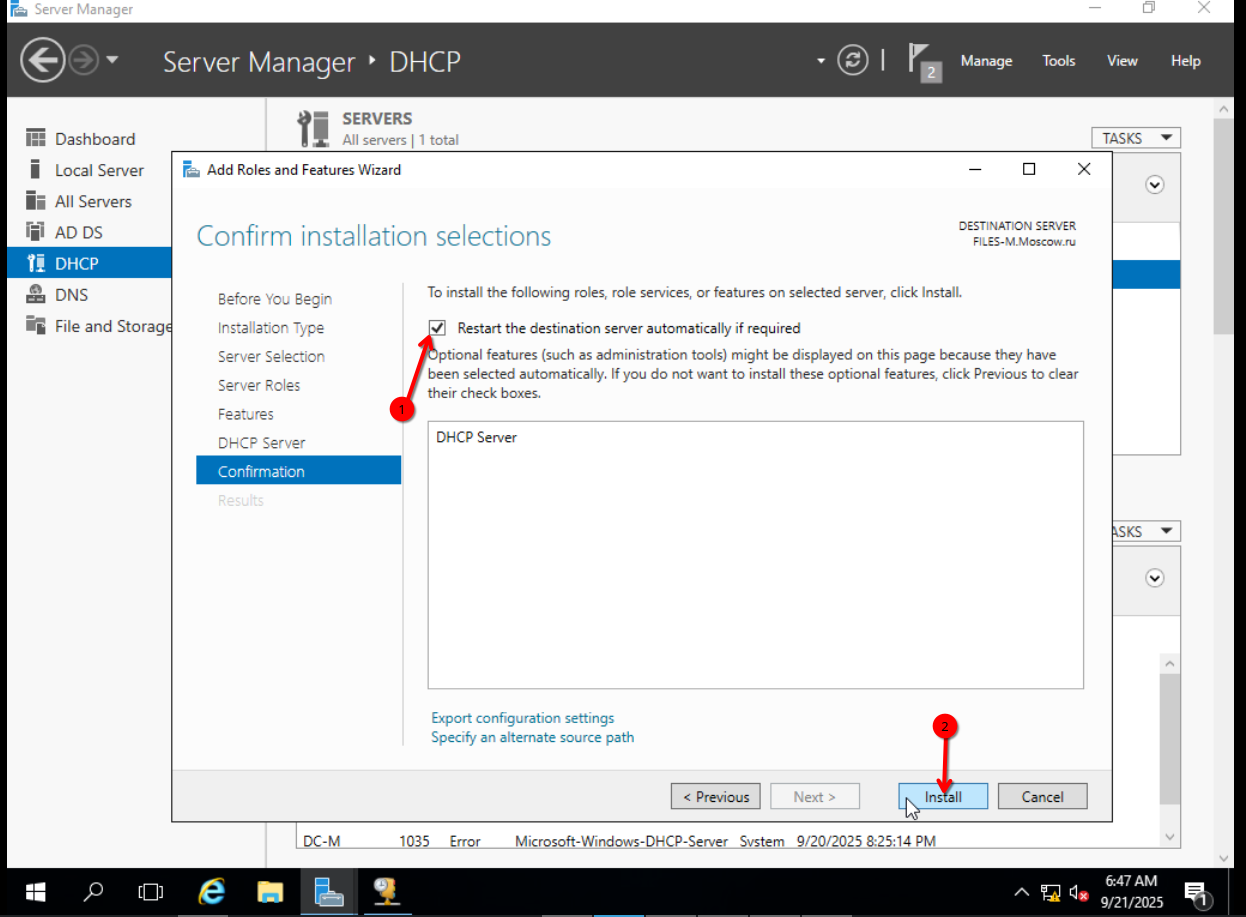 Server Manager
Server Manager
DHCP
2
Manage
Tools
View
Help
Dashboard
Local Server
All Servers
AD DS
DHCP
DNS
File and Storage
SERVERS
All servers | 1 total
TASKS
Add Roles and Features Wizard
Confirm installation selections
DESTINATION SERVER
FILES-M.Moscow.ru
Before You Begin
Installation Type
Server Selection
Server Roles
Features
DHCP Server
Confirmation
Results
To install the following roles, role services, or features on selected server, click Install.
Restart the destination server automatically if required
Optional features (such as administration tools) might be displayed on this page because they have
been selected automatically. If you do not want to install these optional features, click Previous to clear
their check boxes.
1
DHCP Server
Export configuration settings
Specify an alternate source path
2
< Previous
Next >
Install
Cancel
ASKS
DC-M 1035 Error Microsoft-Windows-DHCP-Server System 9/20/2025 8:25:14 PM
6:47 AM
9/21/2025
1